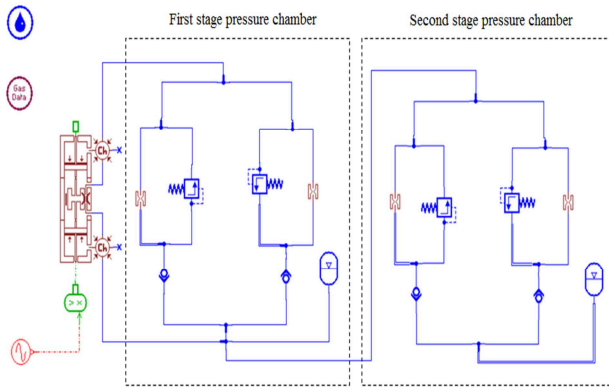 First stage pressure chamber
Second stage pressure chamber
Gas
Data
Ch
Ch
V X